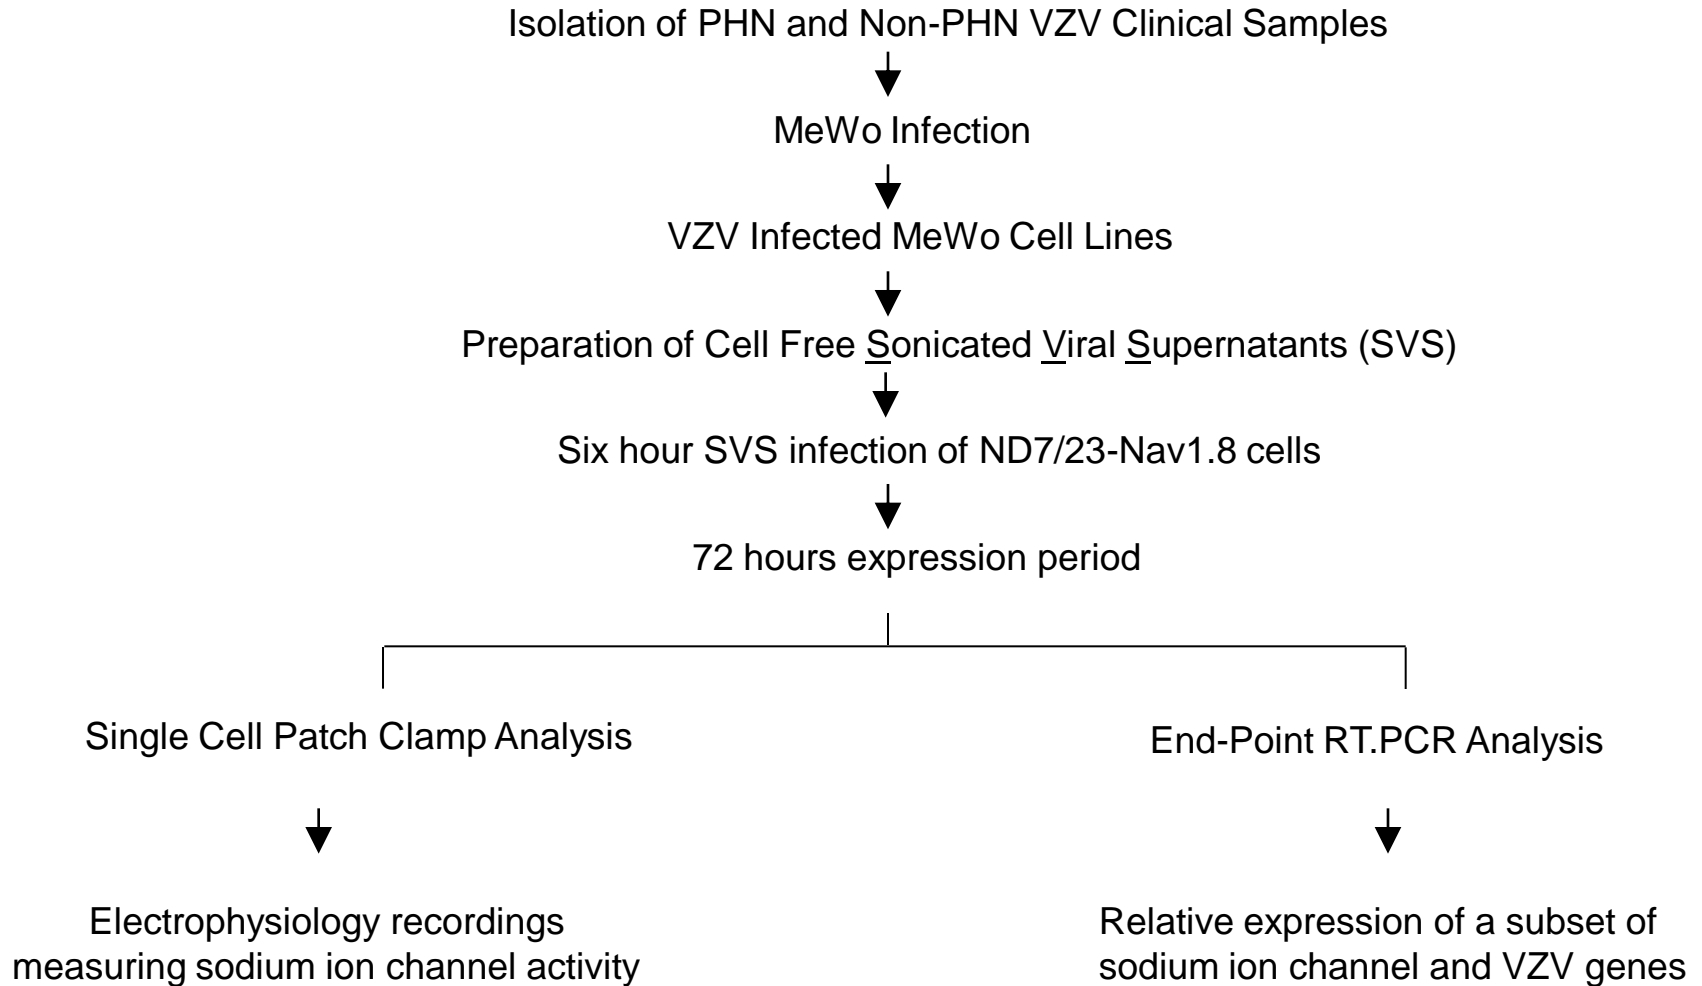 Isolation of PHN and Non-PHN VZV Clinical Samples
MeWo Infection
VZV Infected MeWo Cell Lines
Preparation of Cell Free Sonicated Viral Supernatants (SVS)
Six hour SVS infection of ND7/23-Nav1.8 cells
72 hours expression period
Single Cell Patch Clamp Analysis
Electrophysiology recordings
measuring sodium ion channel activity
End-Point RT.PCR Analysis
Relative expression of a subset of
sodium ion channel and VZV genes